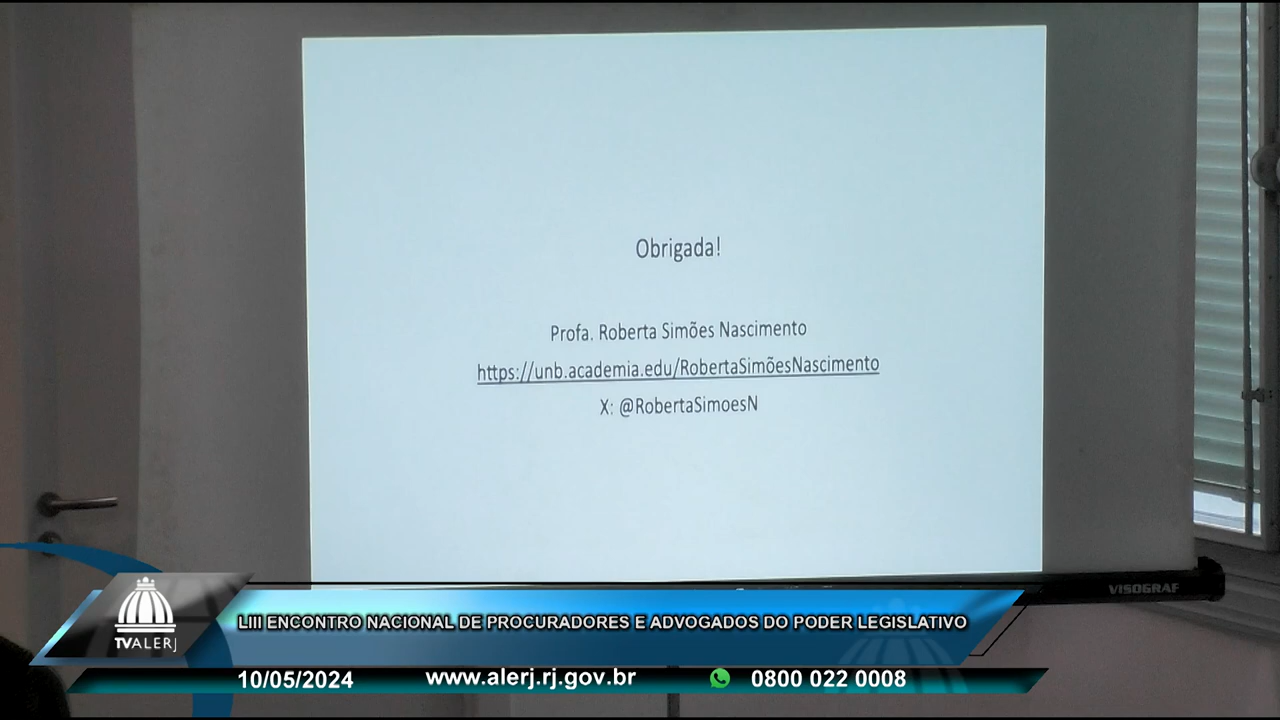 Obrigada!
Profa. Roberta Simões Nascimento
https://unb.academia.edu/RobertaSimõesNascimento
X: @RobertaSimoesN
VISOGRAF
LIII ENCONTRO NACIONAL DE PROCURADORES E ADVOGADOS DO PODER LEGISLATIVO
TVALERJ
10/05/2024 www.alerj.rj.gov.br 0800 022 0008